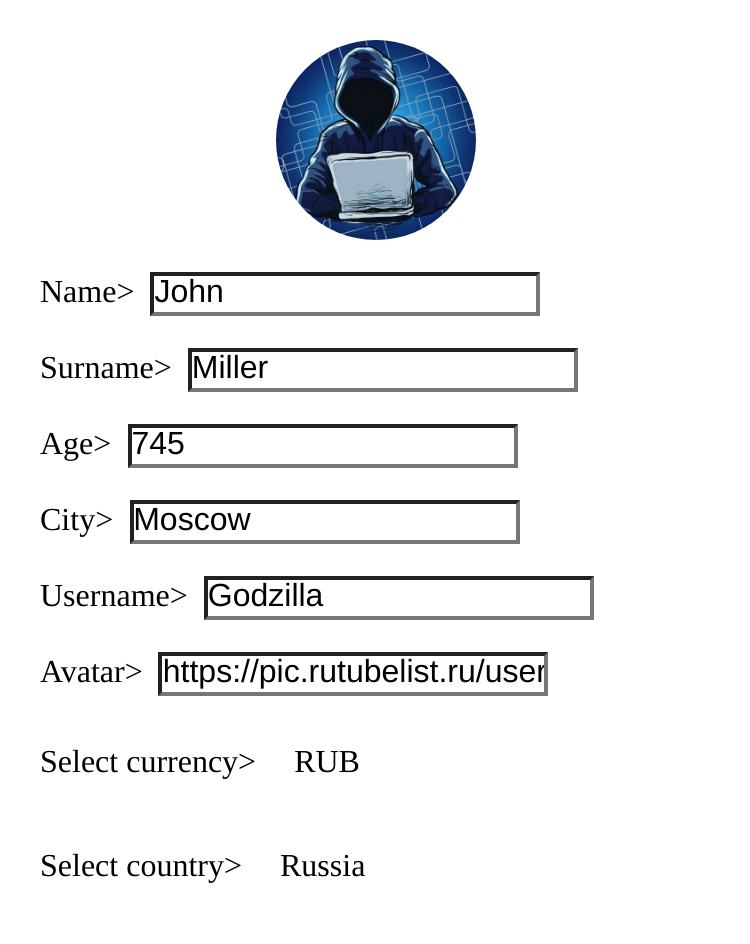 Name> John
Surname> Miller
Age> 745
City> Moscow
Username> Godzilla
Avatar> https://pic.rutubelist.ru/user
Select currency> RUB
Select country> Russia